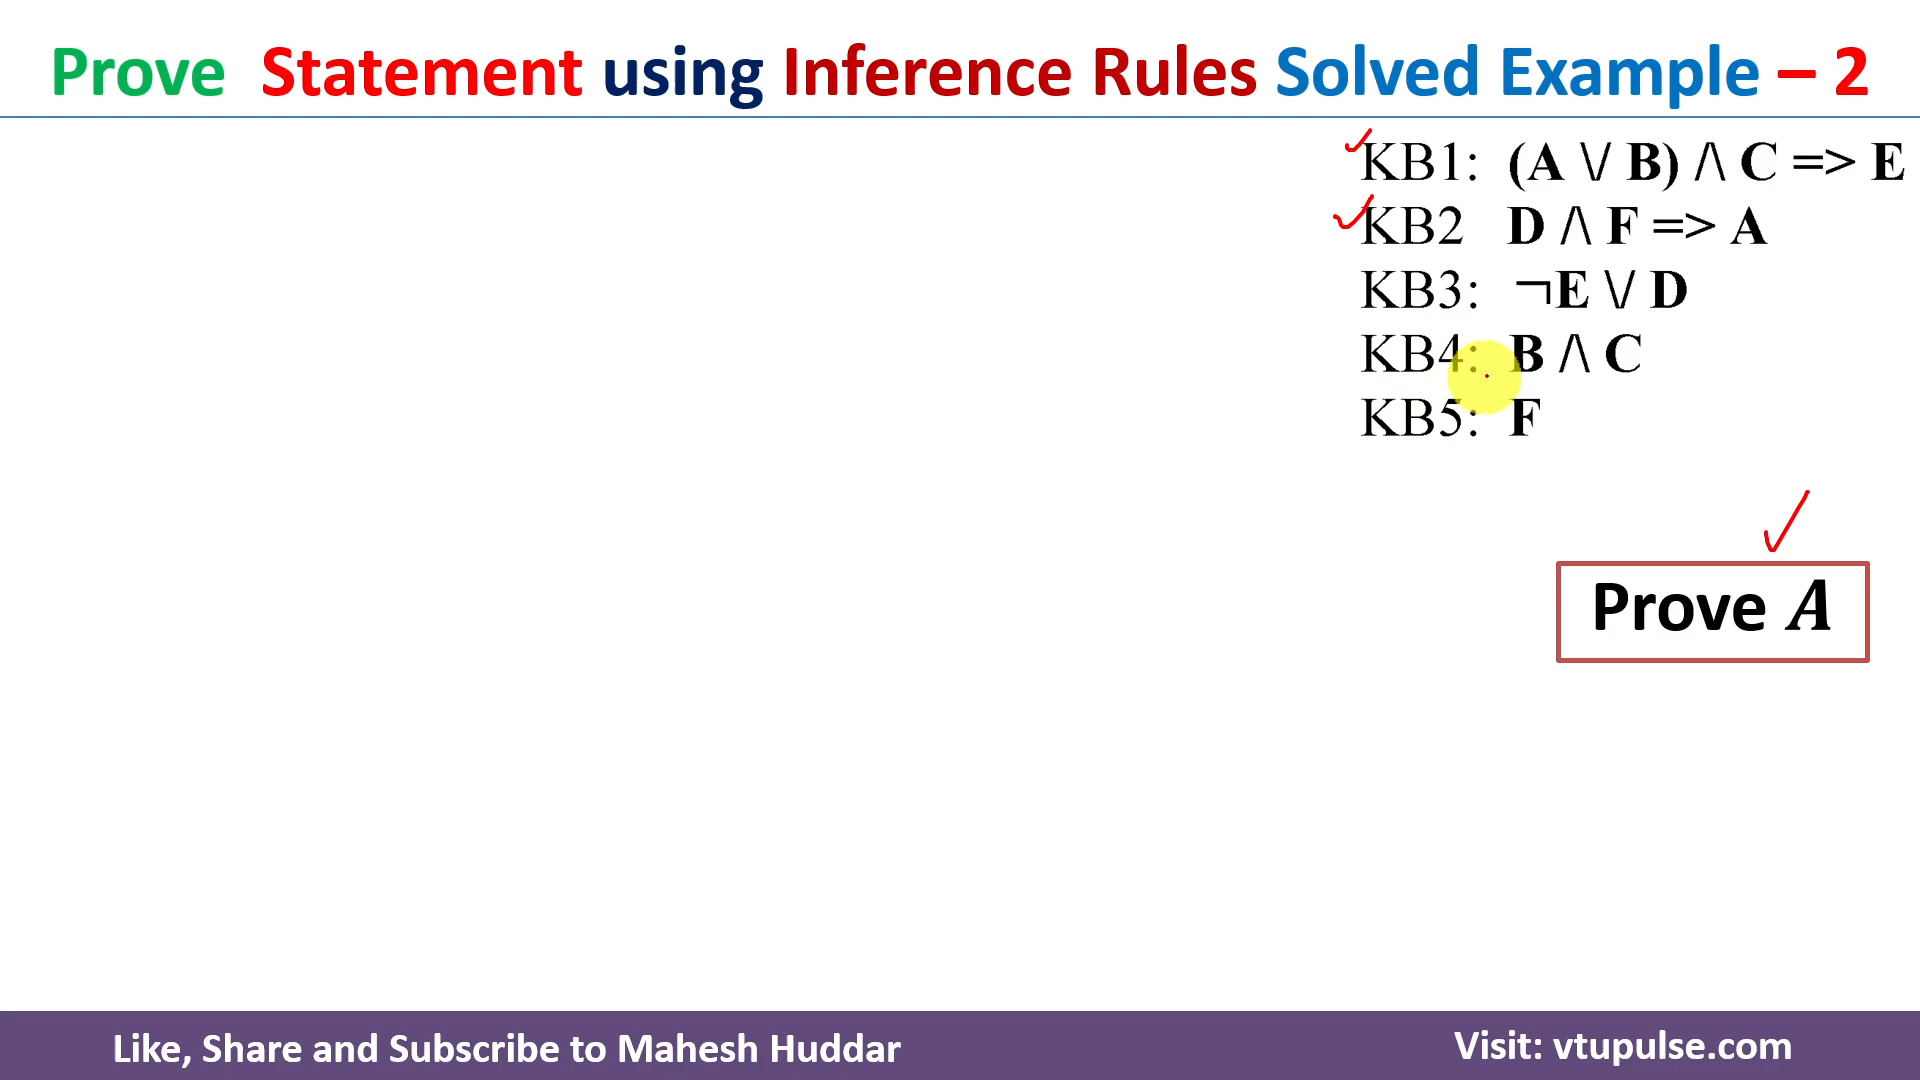 Prove Statement using Inference Rules Solved Example – 2
KB1: (A \/ B) /\ C => E
KB2 D /\ F => A
KB3: ¬E \/ D
KB4: B /\ C
KB5: F
Prove A
Like, Share and Subscribe to Mahesh Huddar
Visit: vtupulse.com